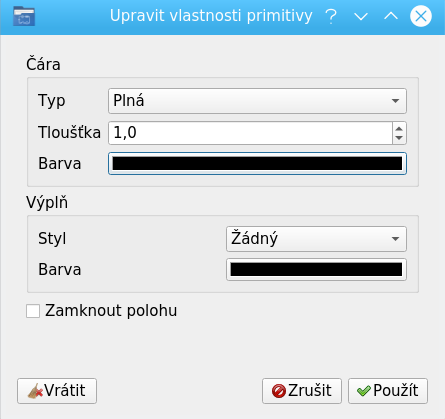 Upravit vlastnosti primitivy
Čára
Typ Plná
Tloušťka 1,0
Barva
Výplň
Styl Žádný
Barva
Zamknout polohu
Vrátit Zrušit Použít